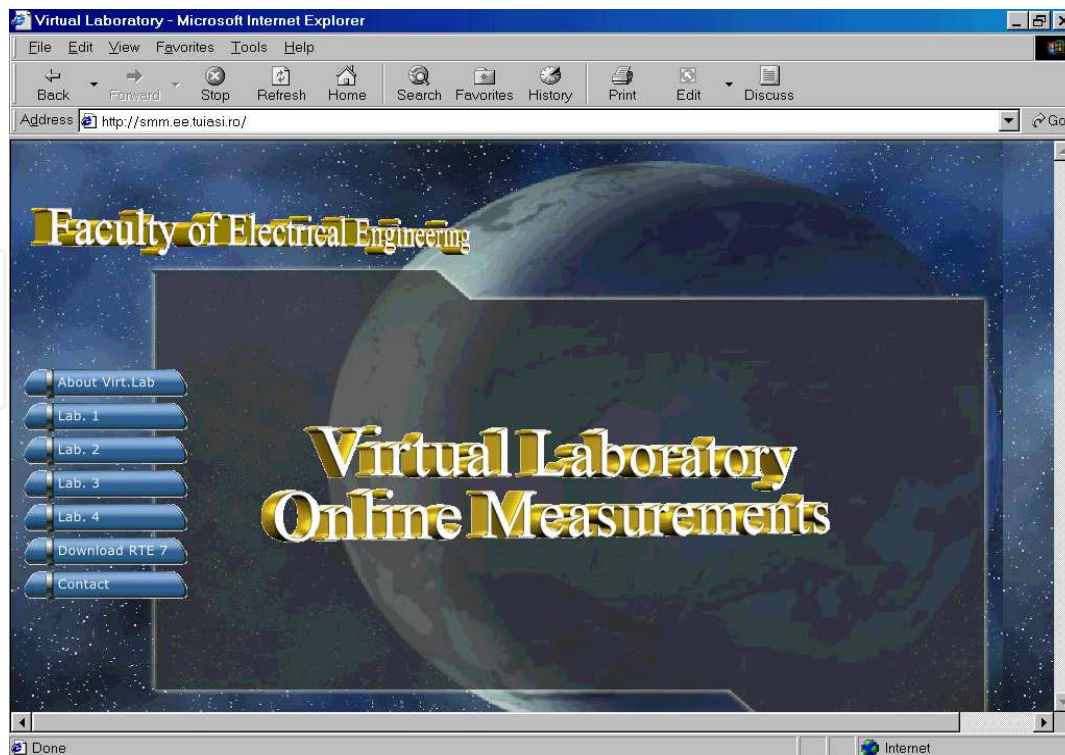 Virtual Laboratory - Microsoft Internet Explorer
File Edit View Favorites Tools Help
Back Forward Stop Refresh Home Search Favorites History Print Edit Discuss
Address http://smm.ee.tuiasi.ro/ Go
Faculty of Electrical Engineering
About Virt.Lab
Lab. 1
Lab. 2
Lab. 3
Lab. 4
Download RTE 7
Contact
Virtual Laboratory
Online Measurements
Done Internet